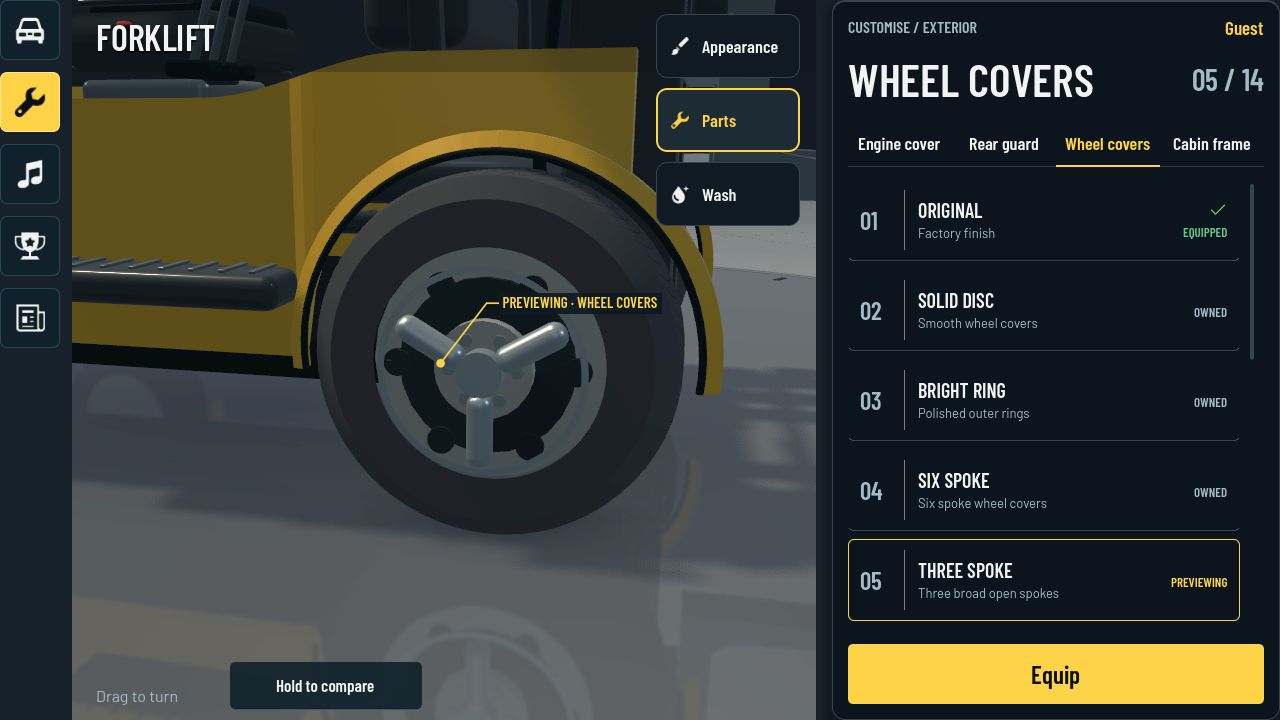 FORKLIFT
Appearance
Parts
Wash
PREVIEWING · WHEEL COVERS
Drag to turn
Hold to compare
CUSTOMISE / EXTERIOR
Guest
WHEEL COVERS
05 / 14
Engine cover
Rear guard
Wheel covers
Cabin frame
01
ORIGINAL
Factory finish
EQUIPPED
02
SOLID DISC
Smooth wheel covers
OWNED
03
BRIGHT RING
Polished outer rings
OWNED
04
SIX SPOKE
Six spoke wheel covers
OWNED
05
THREE SPOKE
Three broad open spokes
PREVIEWING
Equip